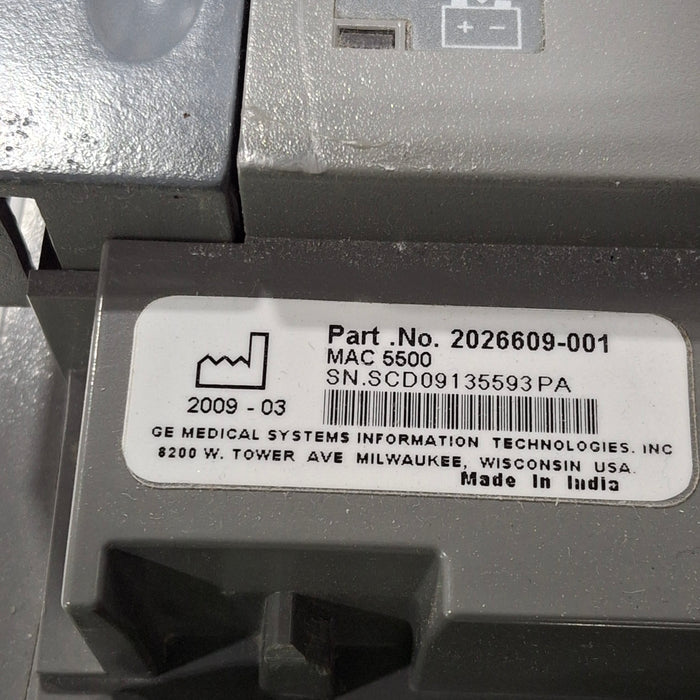 Part .No. 2026609-001
MAC 5500
SN.SCD09135593PA
2009 - 03
GE MEDICAL SYSTEMS INFORMATION TECHNOLOGIES. INC
8200 W. TOWER AVE MILWAUKEE, WISCONSIN USA.
Made In India